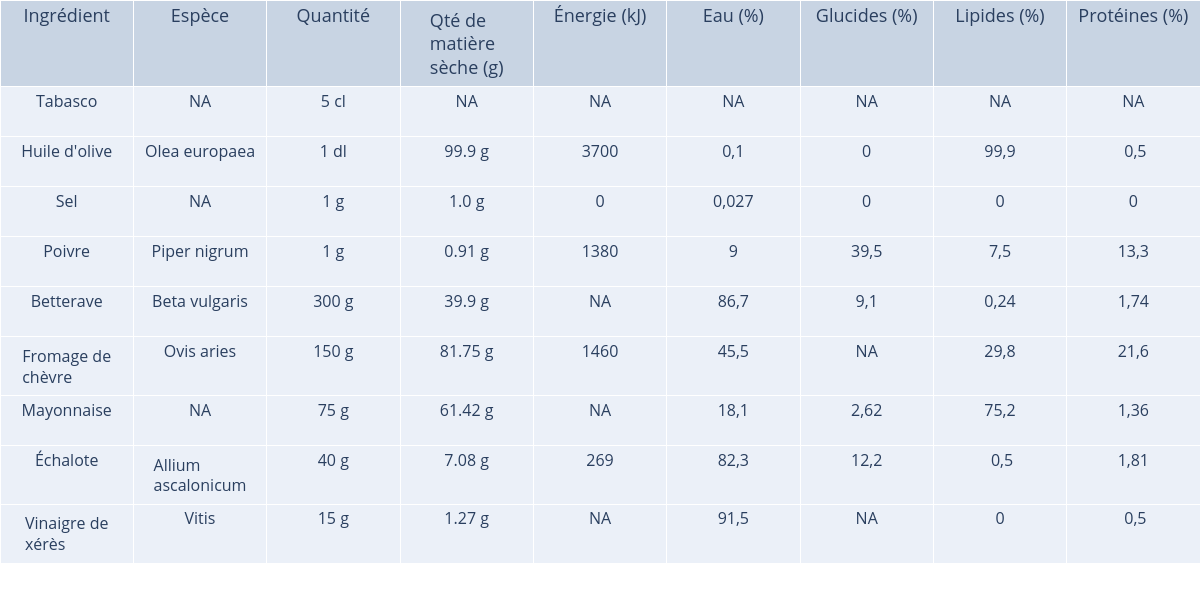 Ingrédient Espèce Quantité Qté de matière sèche (g) Énergie (kJ) Eau (%) Glucides (%) Lipides (%) Protéines (%)
Tabasco NA 5 cl NA NA NA NA NA NA
Huile d'olive Olea europaea 1 dl 99.9 g 3700 0,1 0 99,9 0,5
Sel NA 1 g 1.0 g 0 0,027 0 0 0
Poivre Piper nigrum 1 g 0.91 g 1380 9 39,5 7,5 13,3
Betterave Beta vulgaris 300 g 39.9 g NA 86,7 9,1 0,24 1,74
Fromage de chèvre Ovis aries 150 g 81.75 g 1460 45,5 NA 29,8 21,6
Mayonnaise NA 75 g 61.42 g NA 18,1 2,62 75,2 1,36
Échalote Allium ascalonicum 40 g 7.08 g 269 82,3 12,2 0,5 1,81
Vinaigre de xérès Vitis 15 g 1.27 g NA 91,5 NA 0 0,5